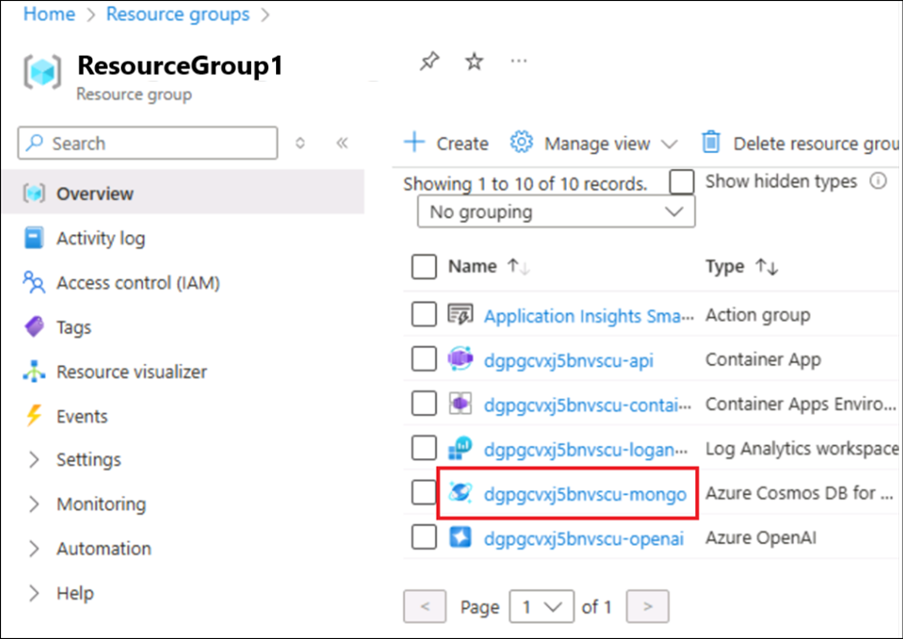 Home > Resource groups >
ResourceGroup1
Resource group
...
Search
«
+ Create Manage view Delete resource grou
Showing 1 to 10 of 10 records. Show hidden types
No grouping
Overview
Activity log
Access control (IAM)
Tags
Resource visualizer
Events
Settings
Monitoring
Automation
Help
Name ↑↓ Type ↑↓
Application Insights Sma... Action group
dgpgcvxj5bnvscu-api Container App
dgpgcvxj5bnvscu-contai... Container Apps Enviro...
dgpgcvxj5bnvscu-logan... Log Analytics workspace
dgpgcvxj5bnvscu-mongo Azure Cosmos DB for ...
dgpgcvxj5bnvscu-openai Azure OpenAI
< Page 1 of 1 >